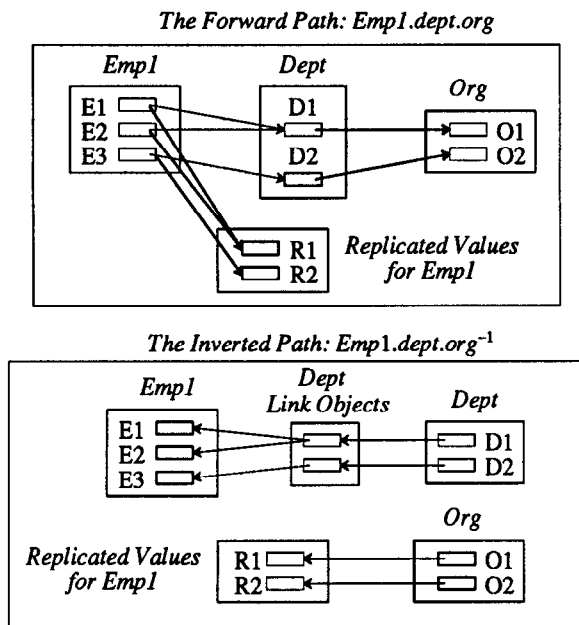 The Forward Path: Emp1.dept.org
Emp1
Dept
Org
E1
E2
E3
D1
D2
O1
O2
R1
R2
Replicated Values
for Emp1
The Inverted Path: Emp1.dept.org⁻¹
Emp1
Dept
Link Objects
Dept
E1
E2
E3
D1
D2
Org
Replicated Values
for Emp1
R1
R2
O1
O2